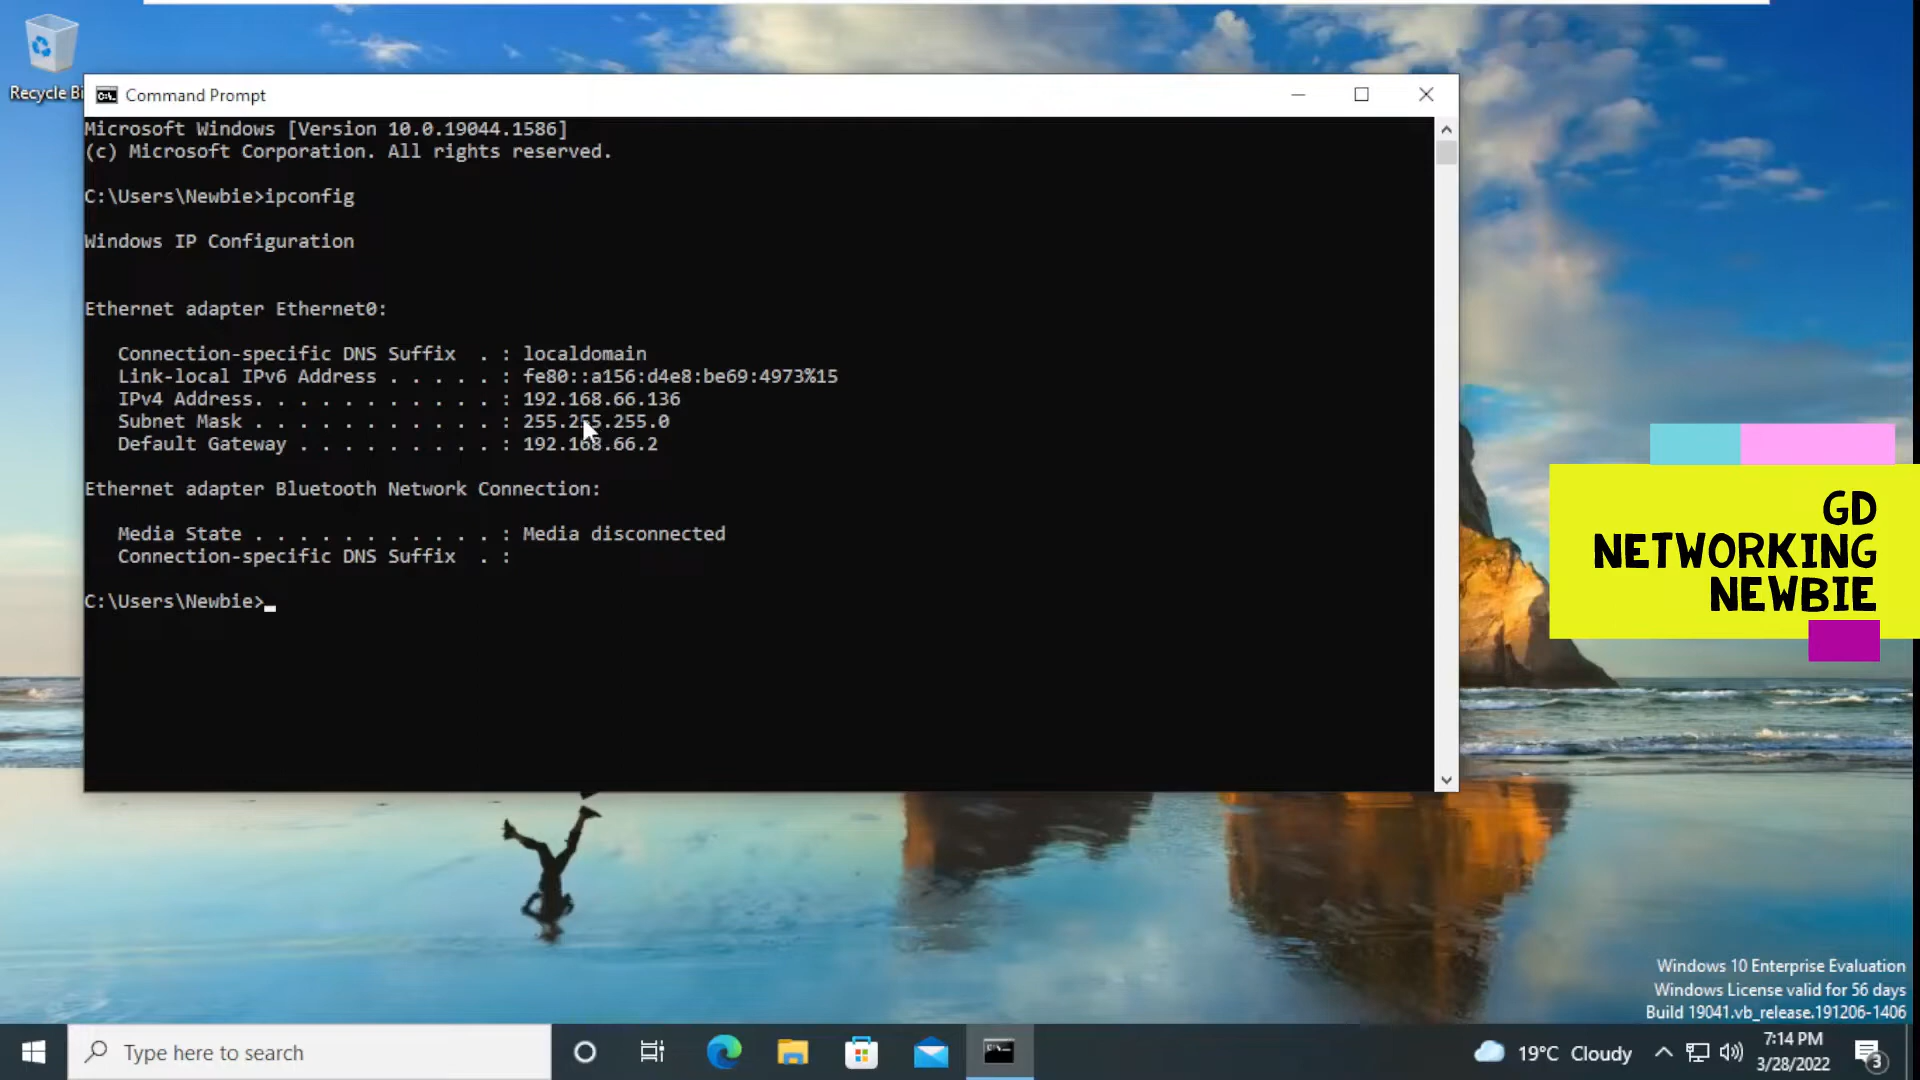 Recycle Bi
Command Prompt
Microsoft Windows [Version 10.0.19044.1586]
(c) Microsoft Corporation. All rights reserved.
C:\Users\Newbie>ipconfig
Windows IP Configuration
Ethernet adapter Ethernet0:
Connection-specific DNS Suffix  . : localdomain
Link-local IPv6 Address . . . . . : fe80::a156:d4e8:be69:4973%15
IPv4 Address. . . . . . . . . . . : 192.168.66.136
Subnet Mask . . . . . . . . . . . : 255.255.255.0
Default Gateway . . . . . . . . . : 192.168.66.2
Ethernet adapter Bluetooth Network Connection:
Media State . . . . . . . . . . . : Media disconnected
Connection-specific DNS Suffix  . :
C:\Users\Newbie>
GD
NETWORKING
NEWBIE
Windows 10 Enterprise Evaluation
Windows License valid for 56 days
Build 19041.vb_release.191206-1406
Type here to search
19°C Cloudy
7:14 PM
3/28/2022
3